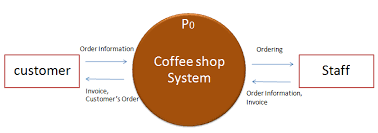 P0
Order Information
Ordering
customer
Coffee shop
System
Staff
Invoice,
Customer's Order
Order Information,
Invoice